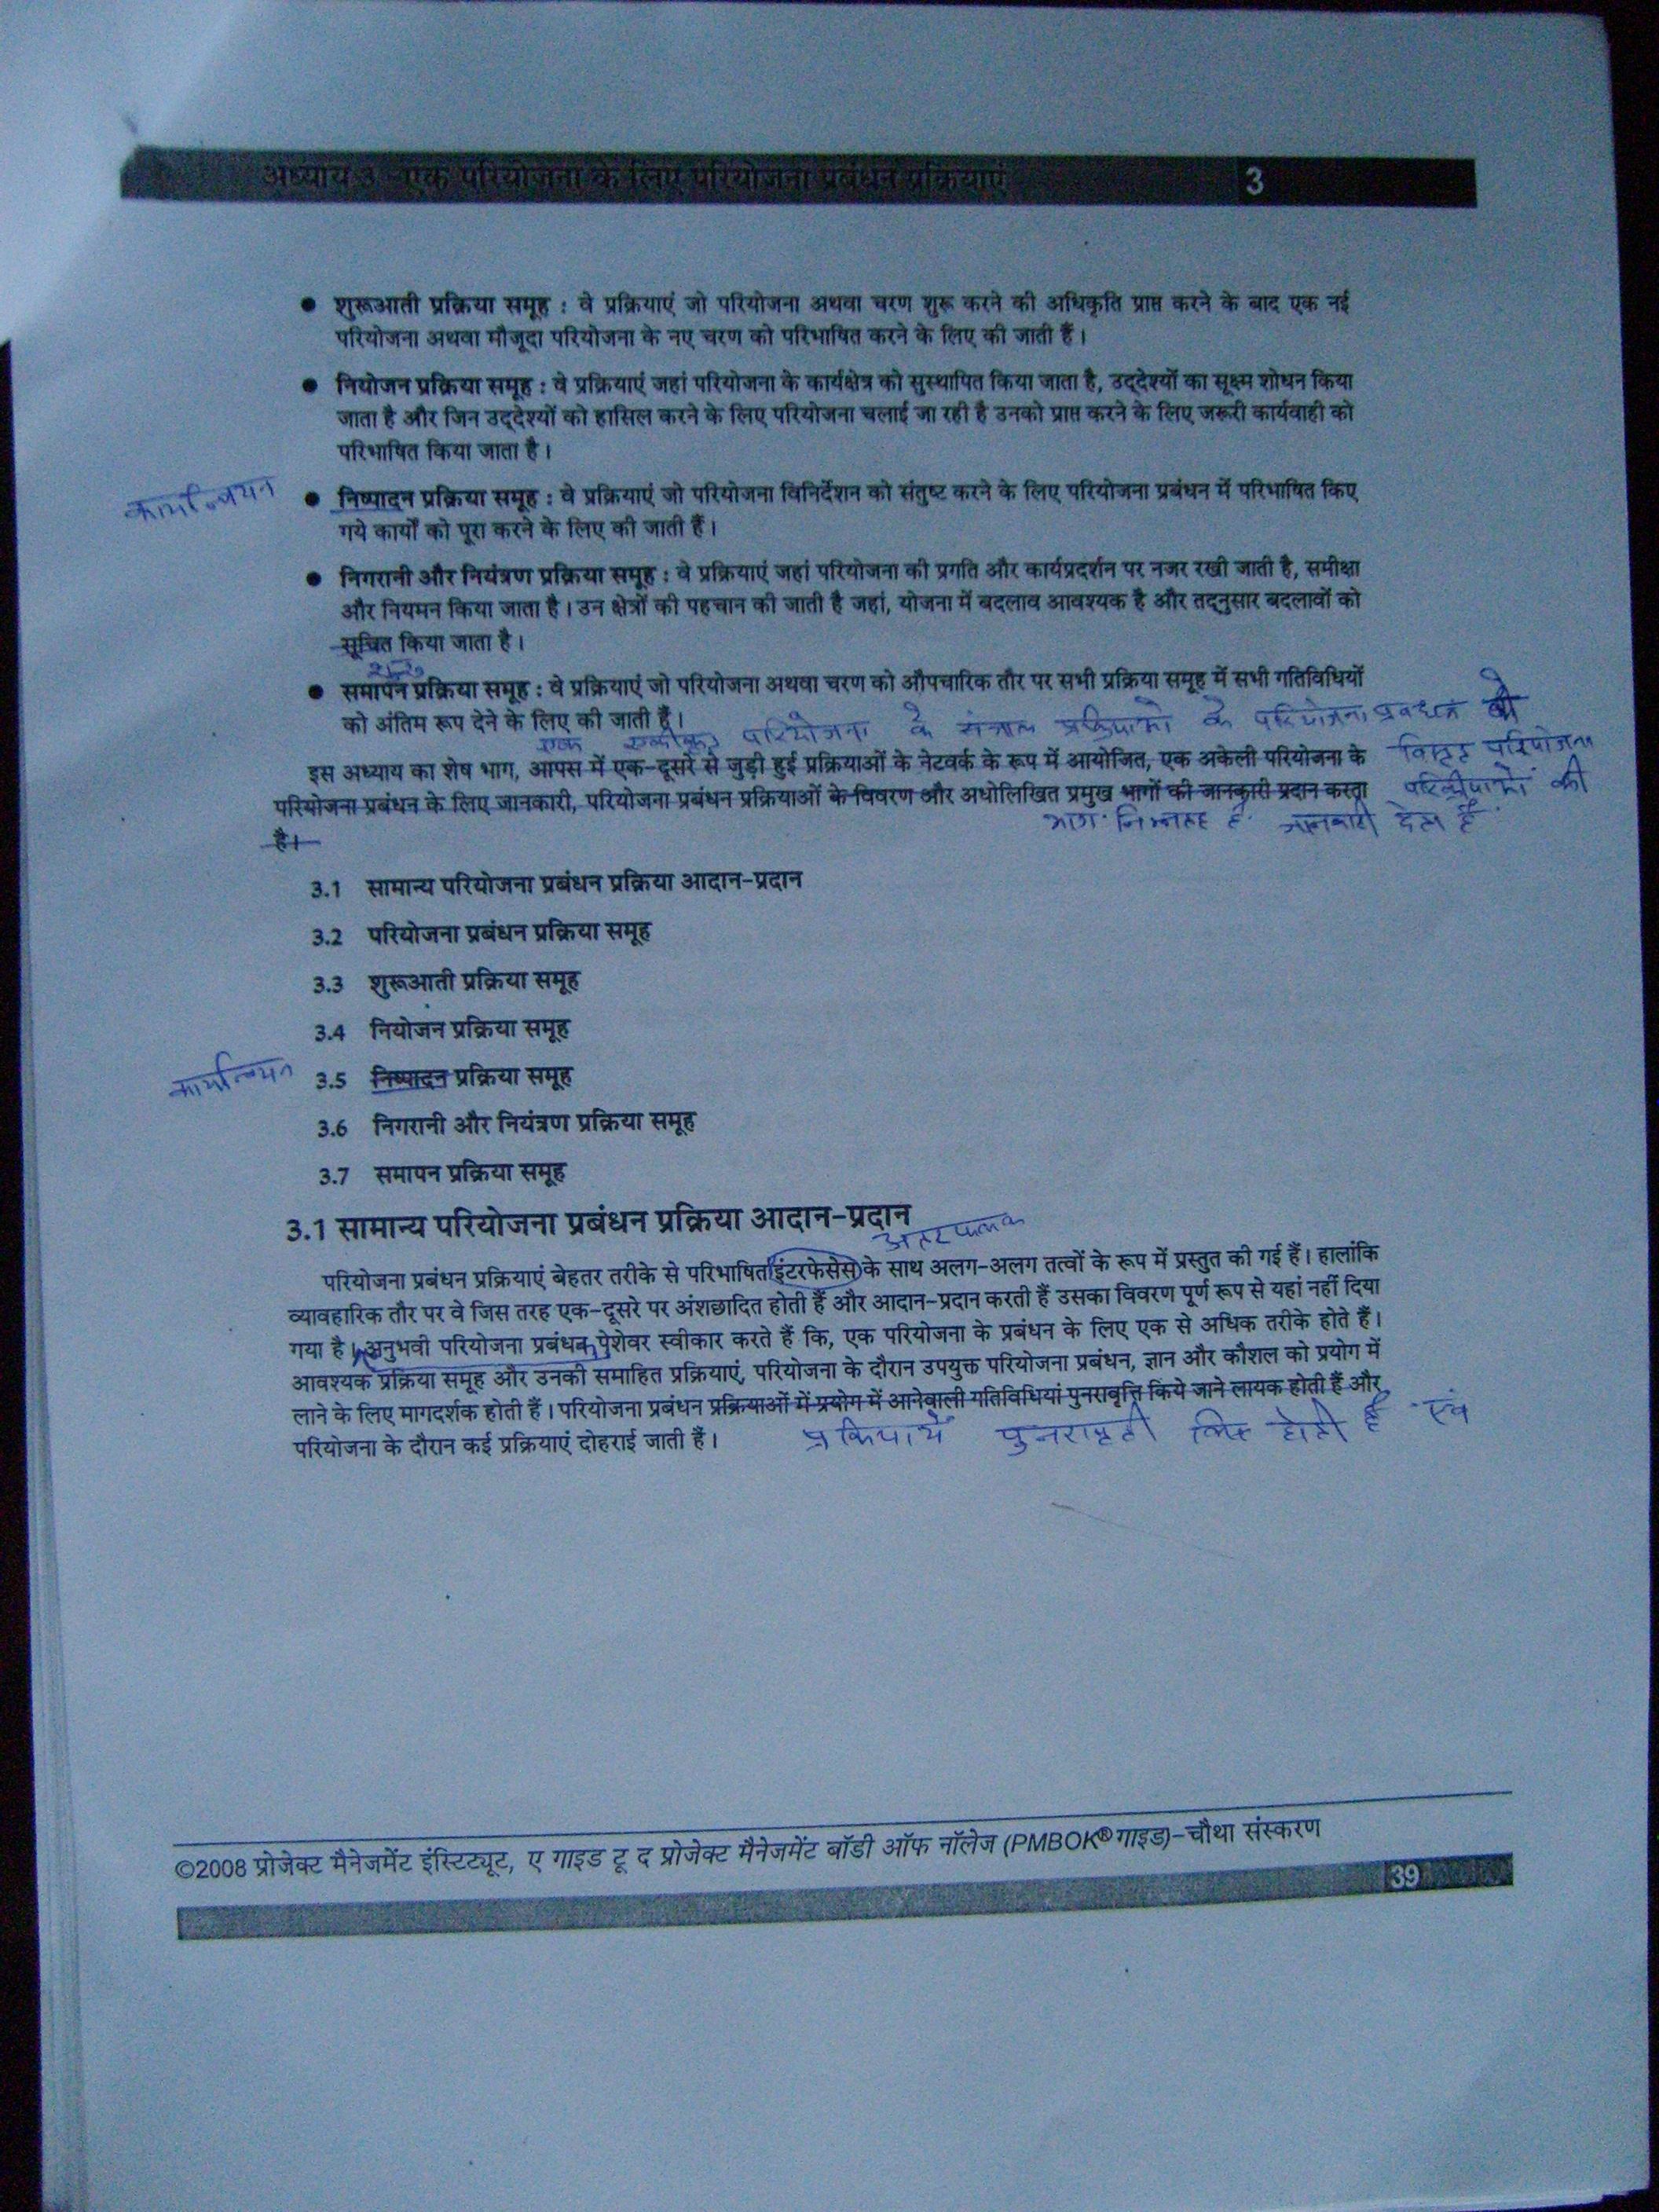 अध्याय 3 - एक परियोजना के लिए परियोजना प्रबंधन प्रक्रियाएं 3
• शुरूआती प्रक्रिया समूह : वे प्रक्रियाएं जो परियोजना अथवा चरण शुरू करने की अधिकृति प्राप्त करने के बाद एक नई
परियोजना अथवा मौजूदा परियोजना के नए चरण को परिभाषित करने के लिए की जाती हैं।
• नियोजन प्रक्रिया समूह : वे प्रक्रियाएं जहां परियोजना के कार्यक्षेत्र को सुस्थापित किया जाता है, उद्देश्यों का सूक्ष्म शोधन किया
जाता है और जिन उद्देश्यों को हासिल करने के लिए परियोजना चलाई जा रही है उनको प्राप्त करने के लिए जरूरी कार्यवाही को
परिभाषित किया जाता है।
कार्यान्वयन
• निष्पादन प्रक्रिया समूह : वे प्रक्रियाएं जो परियोजना विनिर्देशन को संतुष्ट करने के लिए परियोजना प्रबंधन में परिभाषित किए
गये कार्यों को पूरा करने के लिए की जाती हैं।
• निगरानी और नियंत्रण प्रक्रिया समूह : वे प्रक्रियाएं जहां परियोजना की प्रगति और कार्यप्रदर्शन पर नजर रखी जाती है, समीक्षा
और नियमन किया जाता है। उन क्षेत्रों की पहचान की जाती है जहां, योजना में बदलाव आवश्यक है और तद्नुसार बदलावों को
सूचित किया जाता है।
• समापन प्रक्रिया समूह : वे प्रक्रियाएं जो परियोजना अथवा चरण को औपचारिक तौर पर सभी प्रक्रिया समूह में सभी गतिविधियों
को अंतिम रूप देने के लिए की जाती हैं।
एक परियोजना के प्रक्रियाओं के परियोजना प्रबंधन की
इस अध्याय का शेष भाग, आपस में एक-दूसरे से जुड़ी हुई प्रक्रियाओं के नेटवर्क के रूप में आयोजित, एक अकेली परियोजना के
परियोजना
परियोजना प्रबंधन के लिए जानकारी, परियोजना प्रबंधन प्रक्रियाओं के विवरण और अधोलिखित प्रमुख भागों की जानकारी प्रदान करता
की
भाग जानकारी देता है
है।
3.1 सामान्य परियोजना प्रबंधन प्रक्रिया आदान-प्रदान
3.2 परियोजना प्रबंधन प्रक्रिया समूह
3.3 शुरूआती प्रक्रिया समूह
3.4 नियोजन प्रक्रिया समूह
कार्यान्वयन
3.5 निष्पादन प्रक्रिया समूह
3.6 निगरानी और नियंत्रण प्रक्रिया समूह
3.7 समापन प्रक्रिया समूह
3.1 सामान्य परियोजना प्रबंधन प्रक्रिया आदान-प्रदान
परियोजना प्रबंधन प्रक्रियाएं बेहतर तरीके से परिभाषित इंटरफेसेस के साथ अलग-अलग तत्वों के रूप में प्रस्तुत की गई हैं। हालांकि
व्यावहारिक तौर पर वे जिस तरह एक-दूसरे पर अंशछादित होती हैं और आदान-प्रदान करती हैं उसका विवरण पूर्ण रूप से यहां नहीं दिया
गया है। अनुभवी परियोजना प्रबंधक पेशेवर स्वीकार करते हैं कि, एक परियोजना के प्रबंधन के लिए एक से अधिक तरीके होते हैं।
आवश्यक प्रक्रिया समूह और उनकी समाहित प्रक्रियाएं, परियोजना के दौरान उपयुक्त परियोजना प्रबंधन, ज्ञान और कौशल को प्रयोग में
लाने के लिए मागदर्शक होती हैं। परियोजना प्रबंधन प्रक्रियाओं में प्रयोग में आनेवाली गतिविधियां पुनरावृत्ति किये जाने लायक होती हैं और
परियोजना के दौरान कई प्रक्रियाएं दोहराई जाती हैं।
प्रक्रियायें होती हैं एवं
©2008 प्रोजेक्ट मैनेजमेंट इंस्टिट्यूट, ए गाइड टू द प्रोजेक्ट मैनेजमेंट बॉडी ऑफ नॉलेज (PMBOK® गाइड)-चौथा संस्करण
39